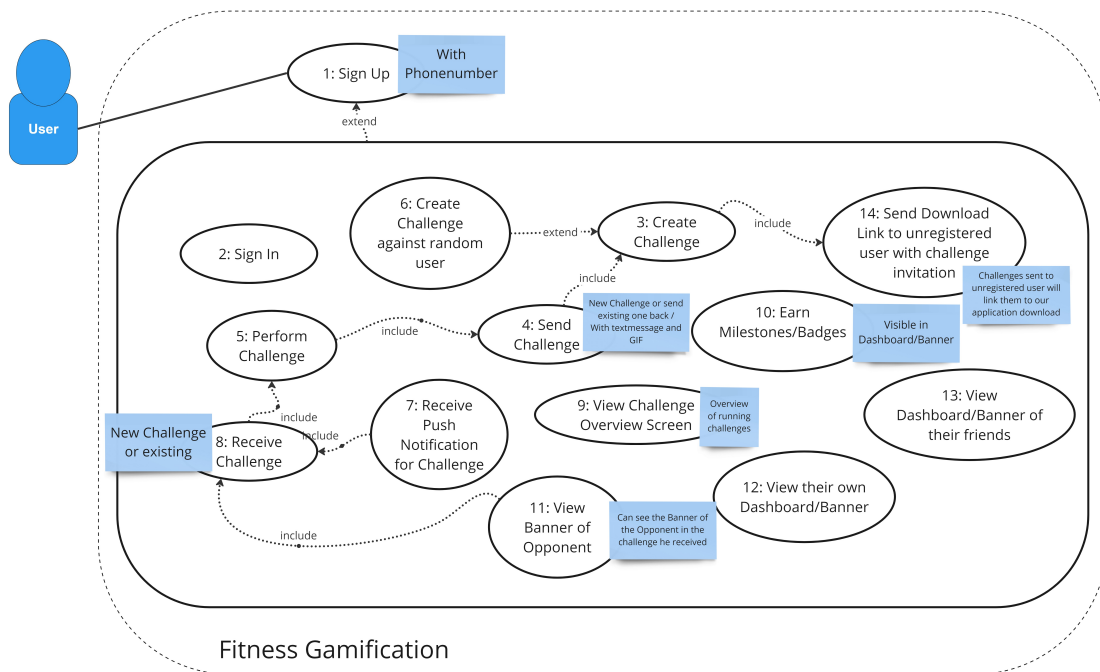 User
1: Sign Up
With
Phonenumber
extend
6: Create
Challenge
against random
user
extend
3: Create
Challenge
include
14: Send Download
Link to unregistered
user with challenge
invitation
Challenges sent to
unregistered user will
link them to our
application download
2: Sign In
include
4: Send
Challenge
New Challenge or send
existing one back /
With textmessage and
GIF
10: Earn
Milestones/Badges
Visible in
Dashboard/Banner
5: Perform
Challenge
include
13: View
Dashboard/Banner of
their friends
9: View Challenge
Overview Screen
Overview
of running
challenges
7: Receive
Push
Notification
for Challenge
include
include
New Challenge
or existing
8: Receive
Challenge
12: View their own
Dashboard/Banner
11: View
Banner of
Opponent
Can see the Banner of
the Opponent in the
challenge he received
include
Fitness Gamification